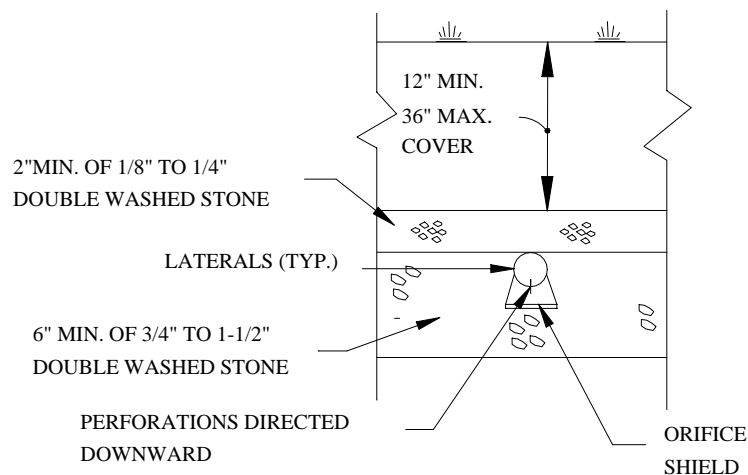 12" MIN.
36" MAX.
COVER
2"MIN. OF 1/8" TO 1/4"
DOUBLE WASHED STONE
LATERALS (TYP.)
6" MIN. OF 3/4" TO 1-1/2"
DOUBLE WASHED STONE
PERFORATIONS DIRECTED
DOWNWARD
ORIFICE
SHIELD